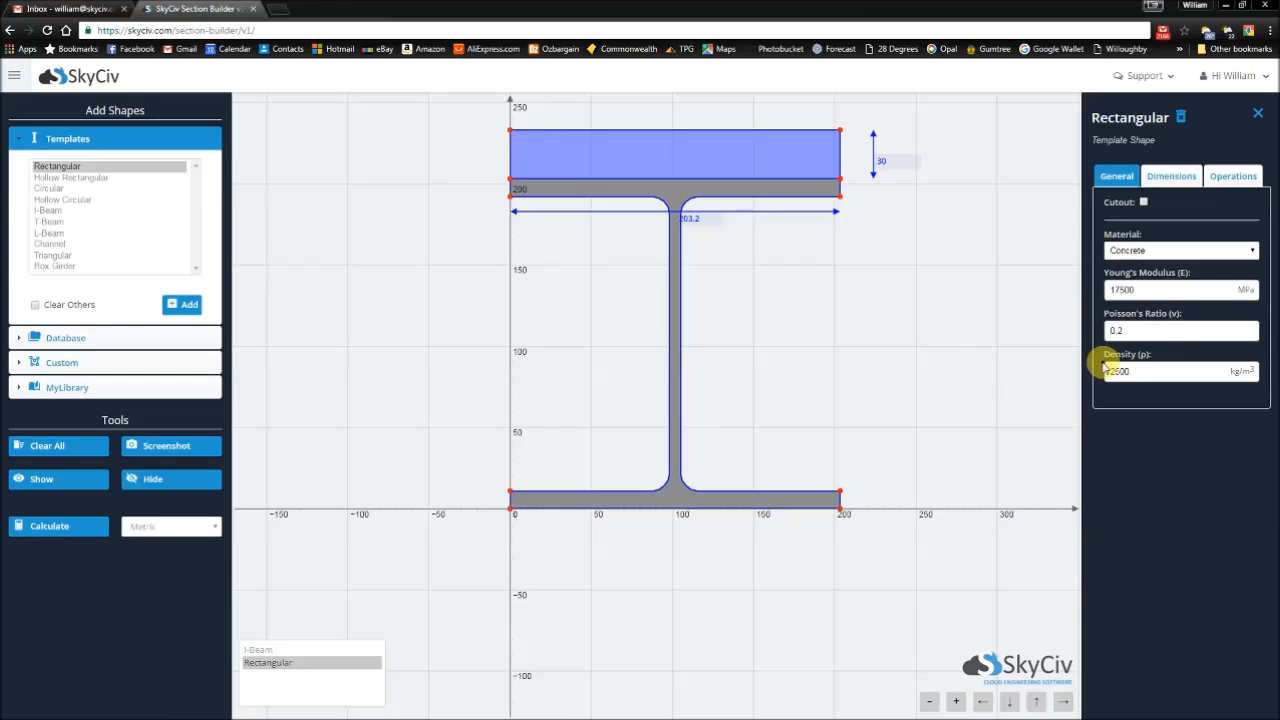 Inbox - william@skyciv.c
SkyCiv Section Builder v
William
https://skyciv.com/section-builder/v1/
Apps
Bookmarks
Facebook
Gmail
Calendar
Contacts
Hotmail
eBay
Amazon
AliExpress.com
Ozbargain
Commonwealth
TPG
Maps
Photobucket
Forecast
28 Degrees
Opal
Gumtree
Google Wallet
Willoughby
»
Other bookmarks
SkyCiv
Support
Hi William
Add Shapes
Templates
Rectangular
Hollow Rectangular
Circular
Hollow Circular
I-Beam
T-Beam
L-Beam
Channel
Triangular
Box Girder
Clear Others
Add
Database
Custom
MyLibrary
Tools
Clear All
Screenshot
Show
Hide
Calculate
Metric
250
30
200
203.2
150
100
50
-150
-100
-50
0
50
100
150
200
250
300
-50
-100
I-Beam
Rectangular
SkyCiv
CLOUD ENGINEERING SOFTWARE
- + ← ↓ ↑ →
Rectangular
Template Shape
General
Dimensions
Operations
Cutout:
Material:
Concrete
Young's Modulus (E):
17500 MPa
Poisson's Ratio (v):
0.2
Density (ρ):
2500 kg/m3